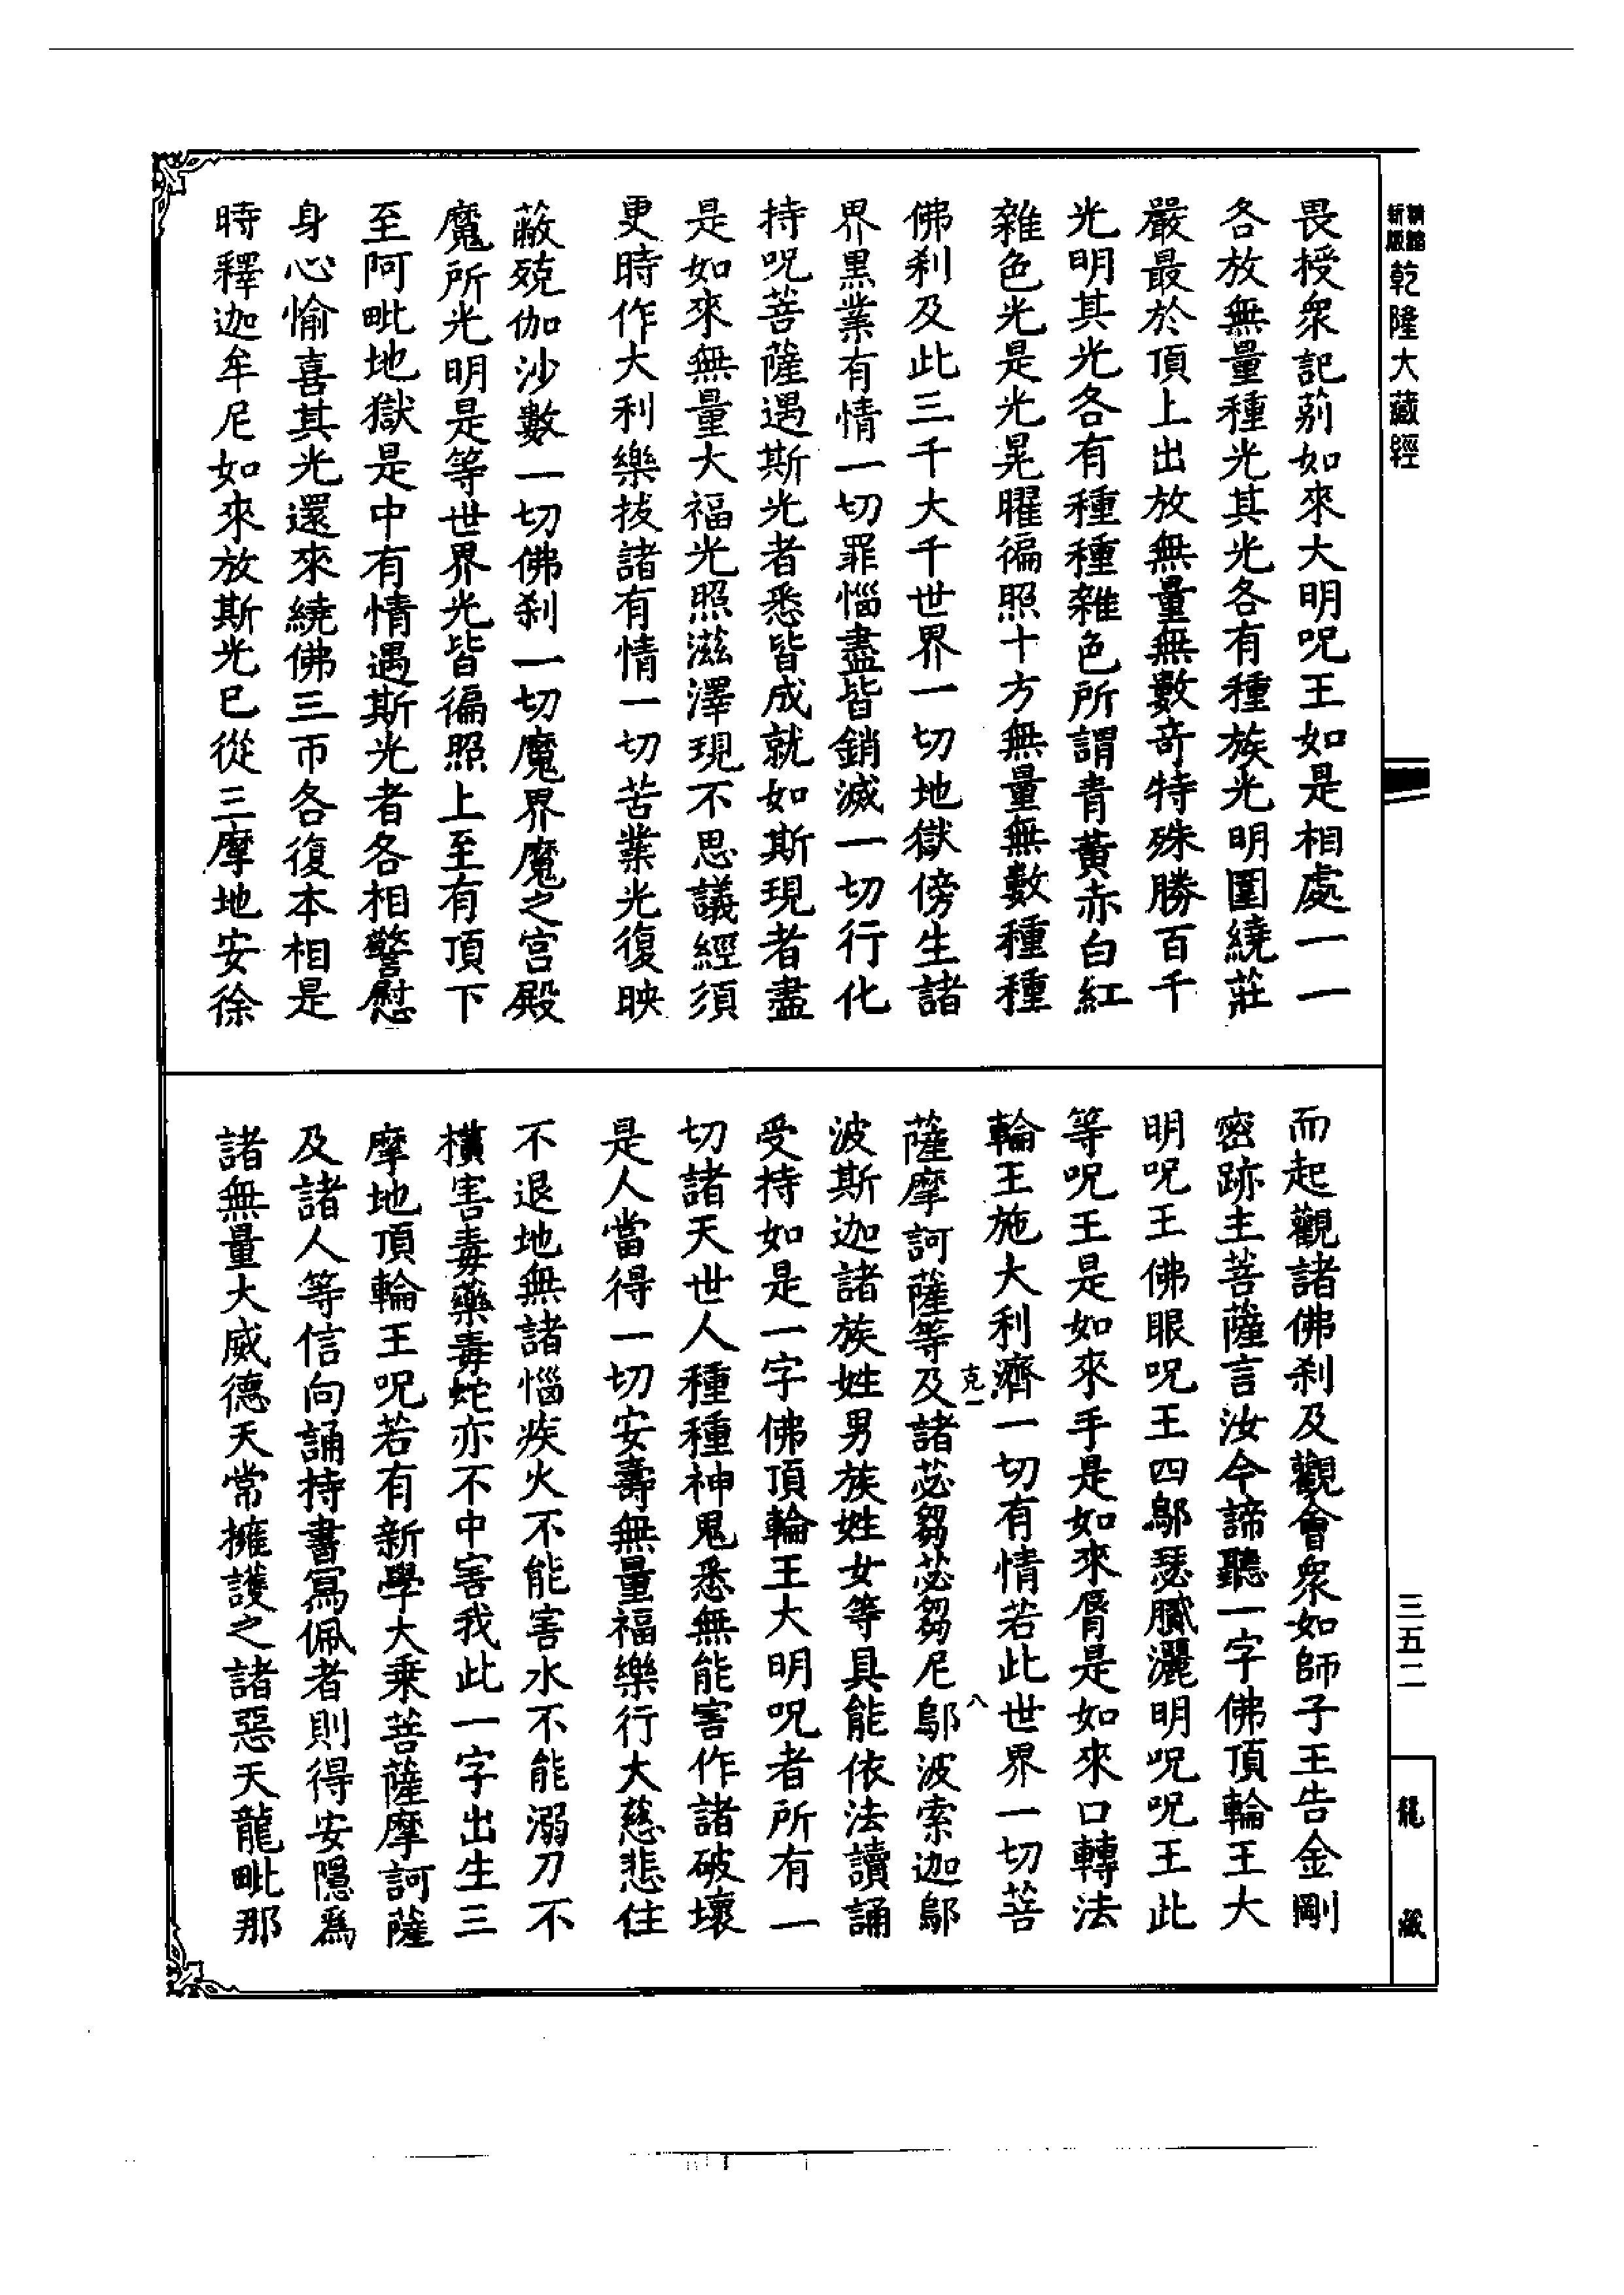 新版
乾隆大藏經
畏授衆記莂如來大明呪王如是相處一一
各放無量種光其光各有種族光明圍繞莊
嚴最於頂上出放無量無數奇特殊勝百千
光明其光各有種種雜色所謂青黃赤白紅
雜色光是光晃曜徧照十方無量無數種種
佛刹及此三千大千世界一切地獄傍生諸
界黑業有情一切罪惱盡皆銷滅一切行化
持呪菩薩遇斯光者悉皆成就如斯現者盡
是如來無量大福光照滋澤現不思議經須
更時作大利樂拔諸有情一切苦業光復映
蔽殑伽沙數一切佛刹一切魔界魔之宮殿
魔所光明是等世界光皆徧照上至有頂下
至阿毗地獄是中有情遇斯光者各相警慰
身心愉喜其光還來繞佛三帀各復本相是
時釋迦牟尼如來放斯光已從三摩地安徐
而起觀諸佛刹及觀會衆如師子王告金剛
密跡主菩薩言汝今諦聽一字佛頂輪王大
明呪王佛眼呪王四鄔瑟膩灑明呪呪王此
等呪王是如來手是如來脣是如來口轉法
輪王施大利濟一切有情若此世界一切菩
克一
八
薩摩訶薩等及諸苾芻苾芻尼鄔波索迦鄔
波斯迦諸族姓男族姓女等具能依法讀誦
受持如是一字佛頂輪王大明呪者所有一
切諸天世人種種神鬼悉無能害作諸破壞
是人當得一切安壽無量福樂行大慈悲住
不退地無諸惱疾火不能害水不能溺刀不
橫害毒藥毒蛇亦不中害我此一字出生三
摩地頂輪王呪若有新學大乘菩薩摩訶薩
及諸人等信向誦持書寫佩者則得安隱爲
諸無量大威德天常擁護之諸惡天龍毗那
三五二
龍藏